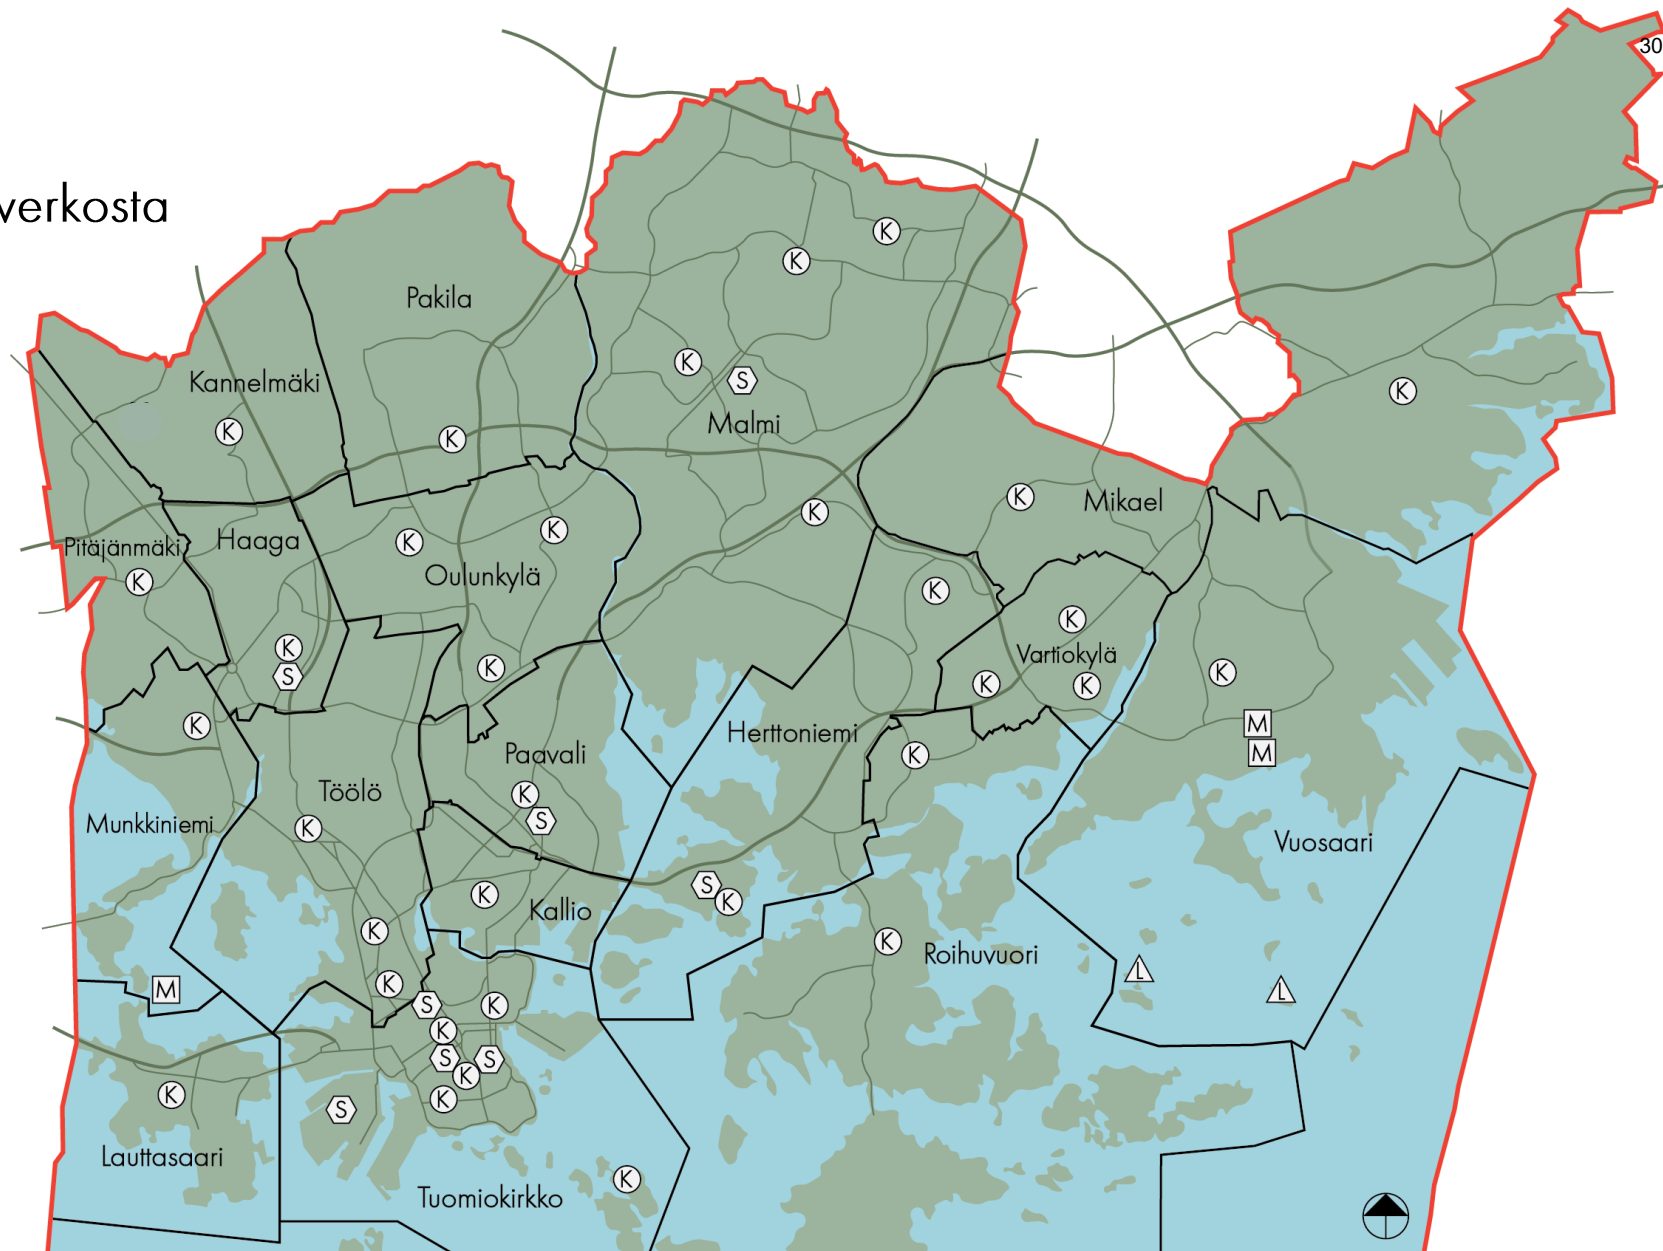 30
verkosta
K
K
Pakila
K
S
Kannelmäki
K
Malmi
K
K
K
Mikael
K
Haaga
Pitäjänmäki
K
K
Oulunkylä
K
K
K
K
Vartiokylä
K
S
K
K
K
K
K
M
Herttoniemi
Paavali
K
M
Töölö
K
Munkkiniemi
K
S
Vuosaari
S
K
K
Kallio
K
K
Roihuvuori
L
M
K
L
S
K
K
S
S
K
K
K
S
Lauttasaari
K
Tuomiokirkko